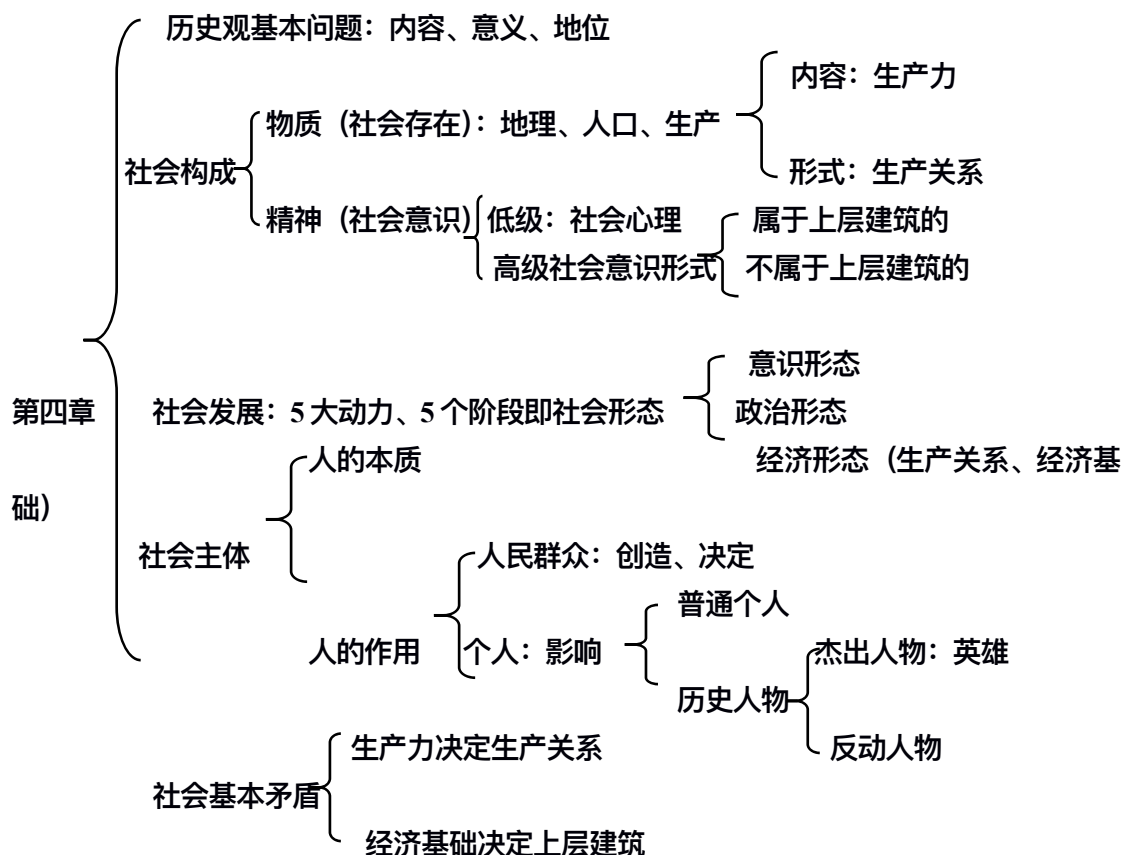 历史观基本问题：内容、意义、地位
内容：生产力
物质（社会存在）：地理、人口、生产
社会构成
形式：生产关系
精神（社会意识）
低级：社会心理
属于上层建筑的
高级社会意识形式
不属于上层建筑的
意识形态
第四章
社会发展：5大动力、5个阶段即社会形态
政治形态
人的本质
经济形态（生产关系、经济基
础）
社会主体
人民群众：创造、决定
普通个人
人的作用
个人：影响
杰出人物：英雄
历史人物
反动人物
生产力决定生产关系
社会基本矛盾
经济基础决定上层建筑